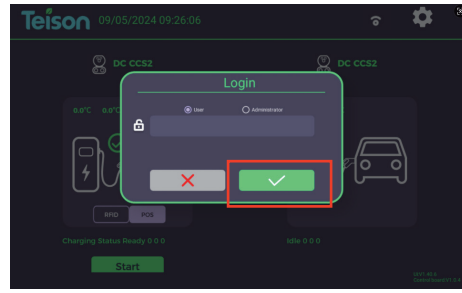 Teison 09/05/2024 09:26:06
DC CCS2
DC CCS2
Login
User Administrator
0.0°C 0.0°C
RFID POS
Charging Status Ready 0 0 0
Idle 0 0 0
Start